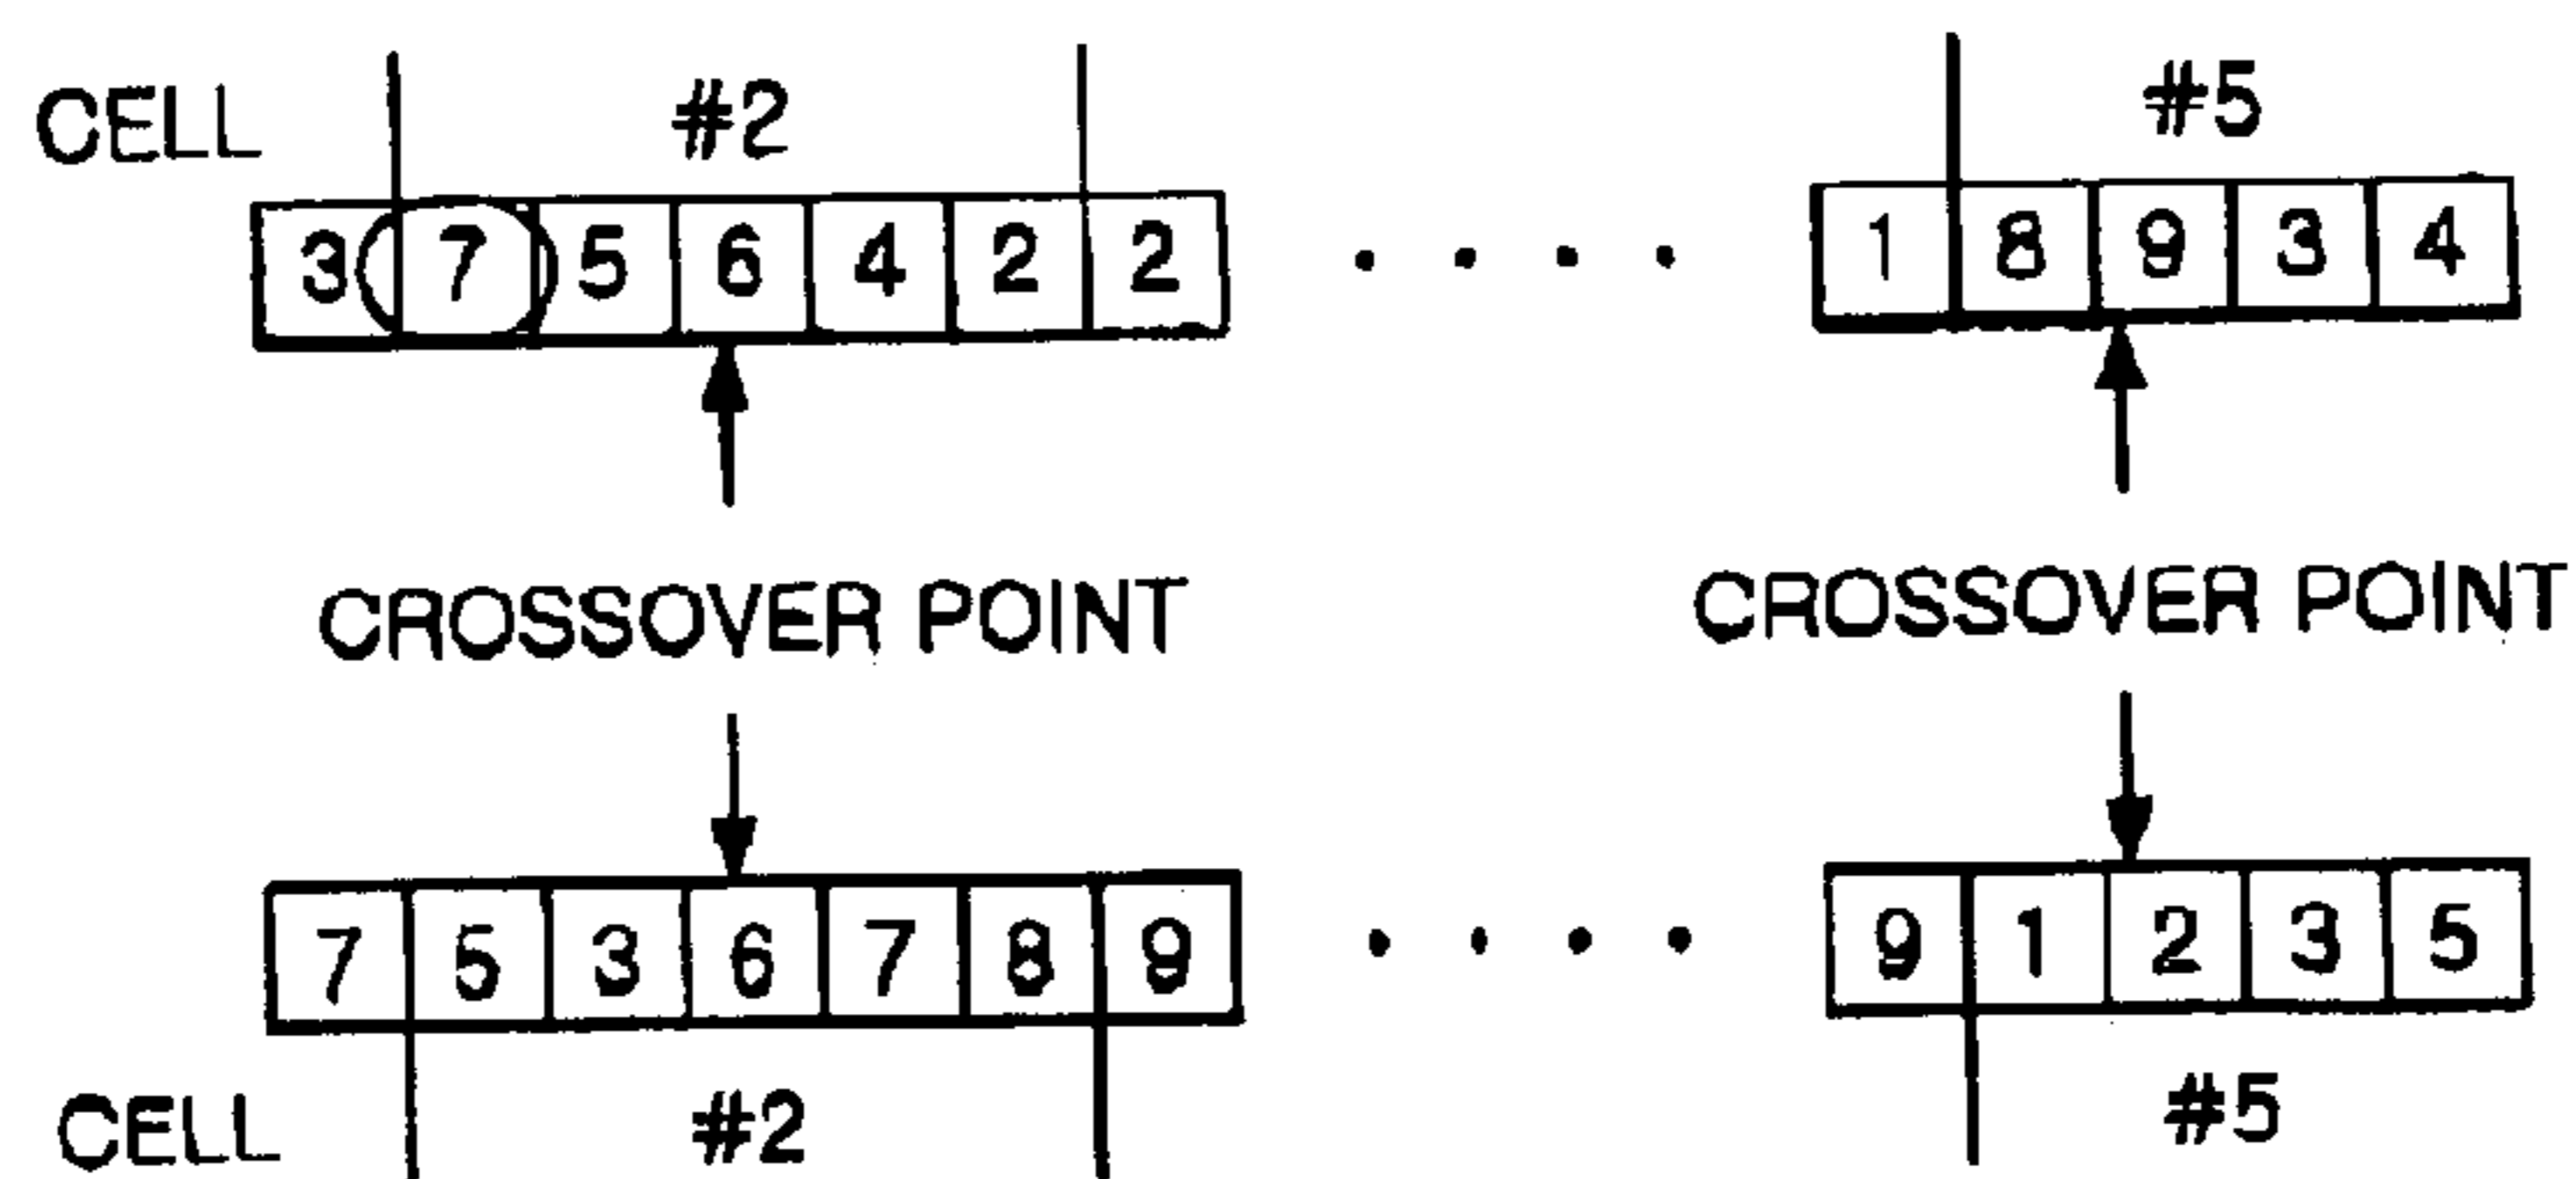 CELL #2 #5
3 7 5 6 4 2 2 . . . . 1 8 9 3 4
CROSSOVER POINT CROSSOVER POINT
7 5 3 6 7 8 9 . . . . 9 1 2 3 5
CELL #2 #5